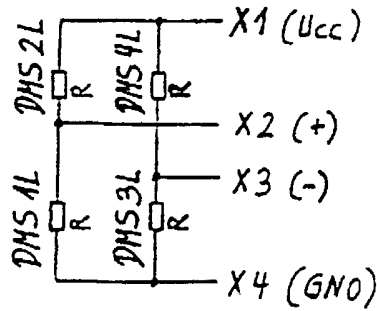 X1 (Ucc)
DMS2L
R
DMS4L
R
X2 (+)
X3 (-)
DMS1L
R
DMS3L
R
X4 (GND)